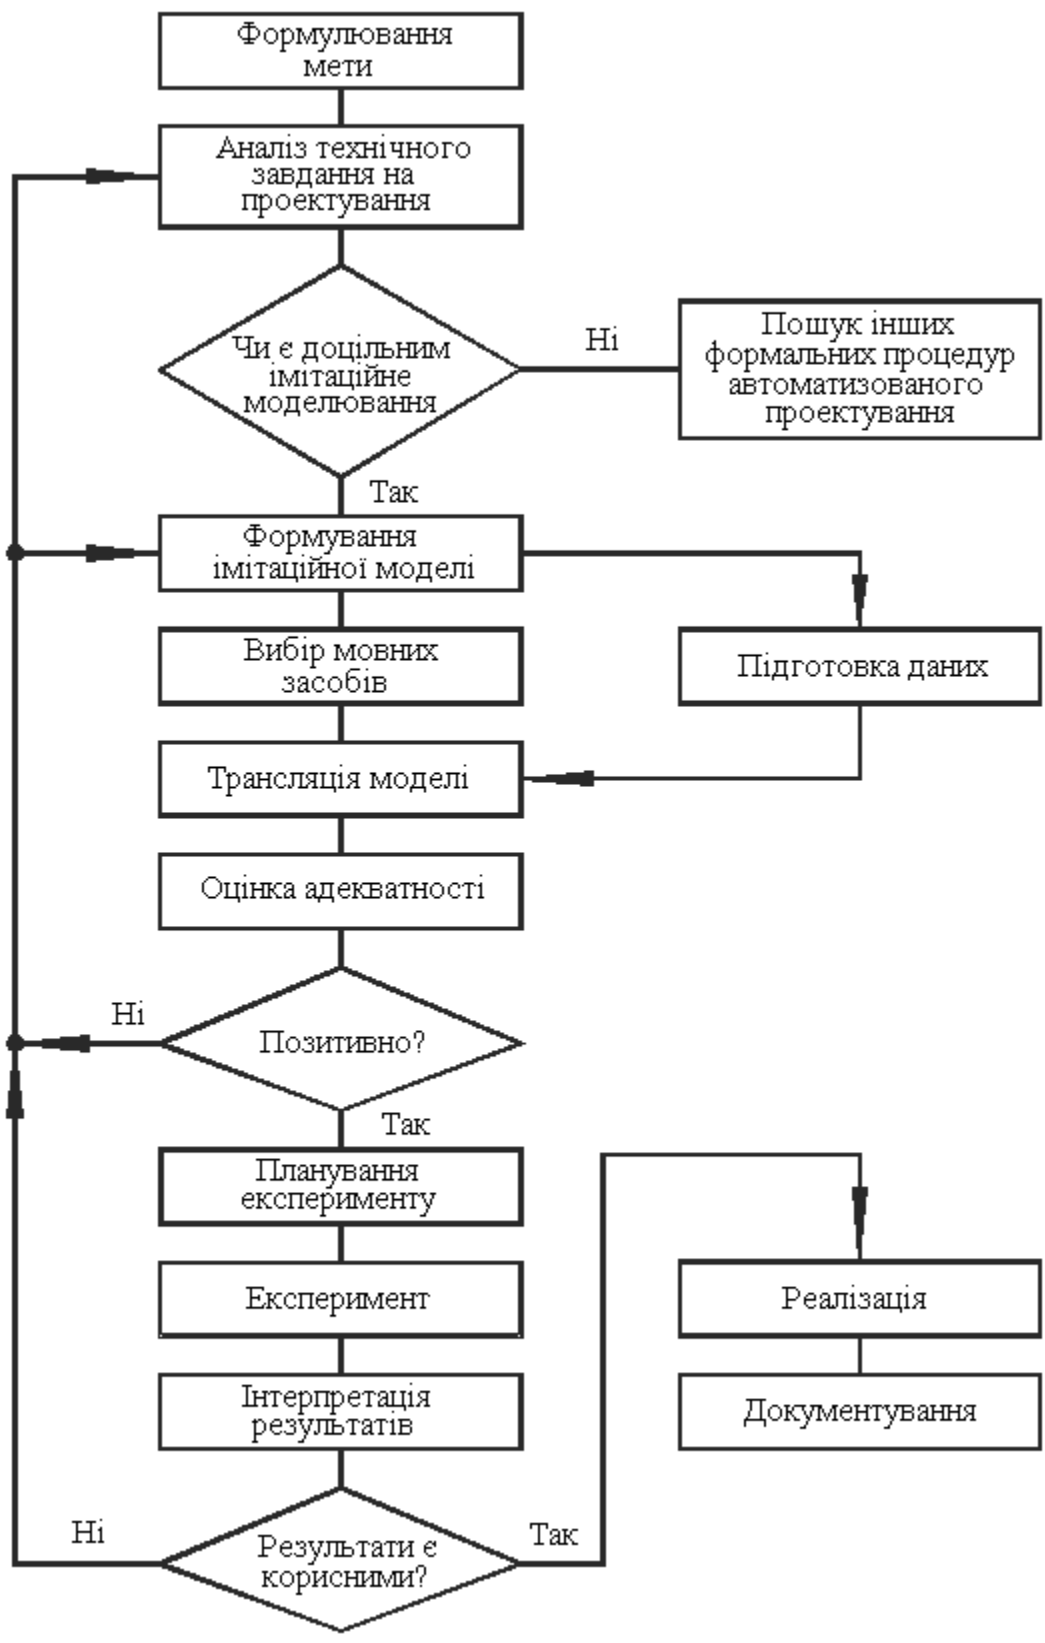 Формулювання
мети
Аналіз технічного
завдання на
проектування
Чи є доцільним
імітаційне
моделювання
Ні
Пошук інших
формальних процедур
автоматизованого
проектування
Так
Формування
імітаційної моделі
Вибір мовних
засобів
Підготовка даних
Трансляція моделі
Оцінка адекватності
Ні
Позитивно?
Так
Планування
експерименту
Експеримент
Реалізація
Інтерпретація
результатів
Документування
Ні
Результати є
корисними?
Так